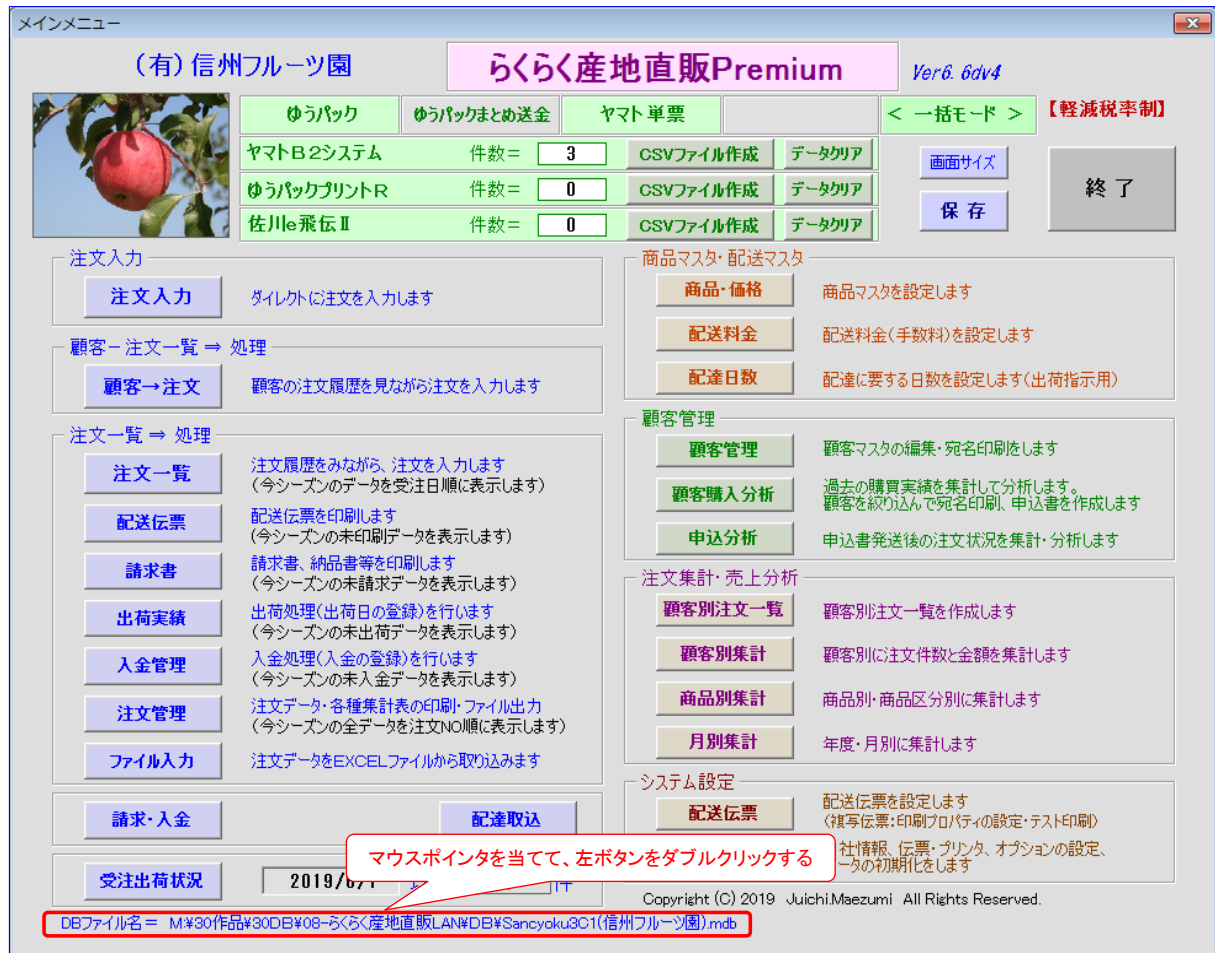 メインメニュー
(有)信州フルーツ園
らくらく産地直販Premium
Ver6. 6dv4
ゆうパック ゆうパックまとめ送金 ヤマト単票 < 一括モード > 【軽減税率制】
ヤマトB2システム 件数= 3 CSVファイル作成 データクリア
ゆうパックプリントR 件数= 0 CSVファイル作成 データクリア
佐川e飛伝Ⅱ 件数= 0 CSVファイル作成 データクリア
画面サイズ
保 存
終 了
注文入力
注文入力 ダイレクトに注文を入力します
顧客-注文一覧 ⇒ 処理
顧客→注文 顧客の注文履歴を見ながら注文を入力します
注文一覧 ⇒ 処理
注文一覧 注文履歴をみながら、注文を入力します
(今シーズンのデータを受注日順に表示します)
配送伝票 配送伝票を印刷します
(今シーズンの未印刷データを表示します)
請求書 請求書、納品書等を印刷します
(今シーズンの未請求データを表示します)
出荷実績 出荷処理(出荷日の登録)を行います
(今シーズンの未出荷データを表示します)
入金管理 入金処理(入金の登録)を行います
(今シーズンの未入金データを表示します)
注文管理 注文データ・各種集計表の印刷・ファイル出力
(今シーズンの全データを注文NO順に表示します)
ファイル入力 注文データをEXCELファイルから取り込みます
請求・入金 配達取込
受注出荷状況 2019/6/1 件
商品マスタ・配送マスタ
商品・価格 商品マスタを設定します
配送料金 配送料金(手数料)を設定します
配達日数 配達に要する日数を設定します(出荷指示用)
顧客管理
顧客管理 顧客マスタの編集・宛名印刷をします
顧客購入分析 過去の購買実績を集計して分析します。
顧客を絞り込んで宛名印刷、申込書を作成します
申込分析 申込書発送後の注文状況を集計・分析します
注文集計・売上分析
顧客別注文一覧 顧客別注文一覧を作成します
顧客別集計 顧客別に注文件数と金額を集計します
商品別集計 商品別・商品区分別に集計します
月別集計 年度・月別に集計します
システム設定
配送伝票 配送伝票を設定します
(複写伝票:印刷プロパティの設定・テスト印刷)
社情報、伝票・プリンタ、オプションの設定、
ータの初期化をします
マウスポインタを当てて、左ボタンをダブルクリックする
Copyright (C) 2019 Juichi.Maezumi All Rights Reserved.
DBファイル名= M:¥30作品¥30DB¥08-らくらく産地直販LAN¥DB¥Sancyoku3C1(信州フルーツ園).mdb